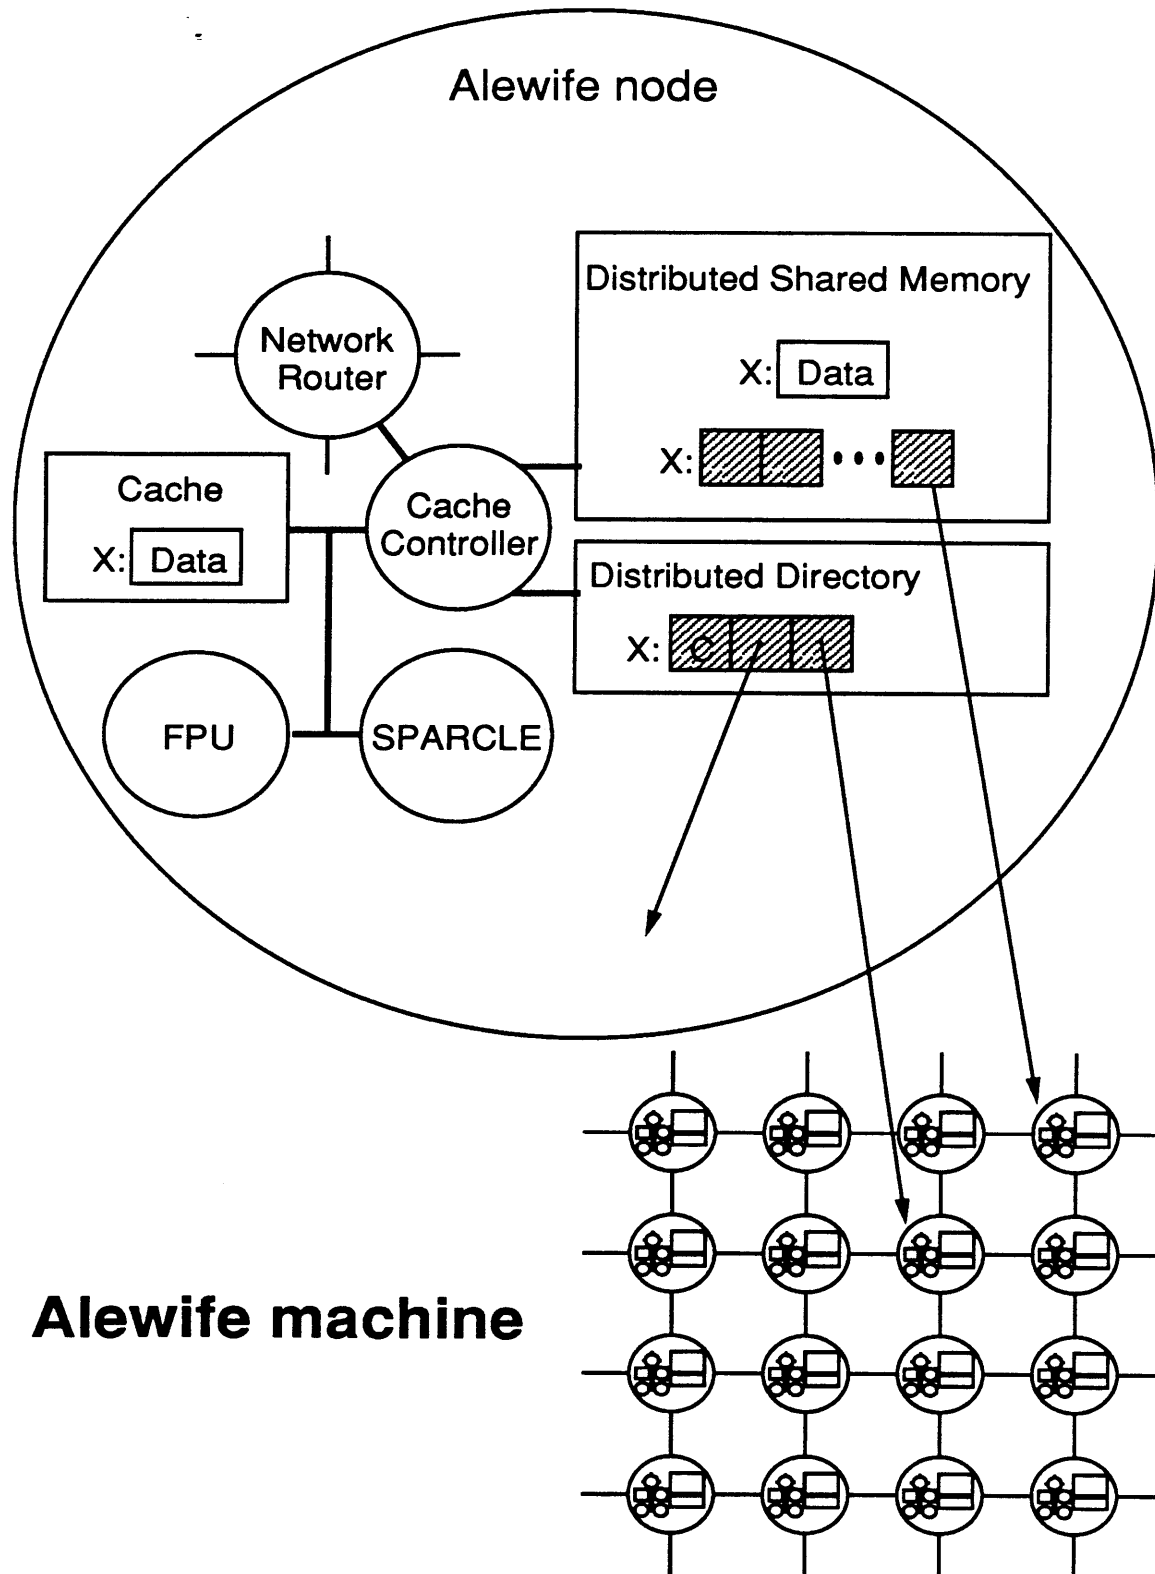 Alewife node
Distributed Shared Memory
X: Data
X:
Network
Router
Cache
X: Data
Cache
Controller
Distributed Directory
X: C
FPU
SPARCLE
Alewife machine